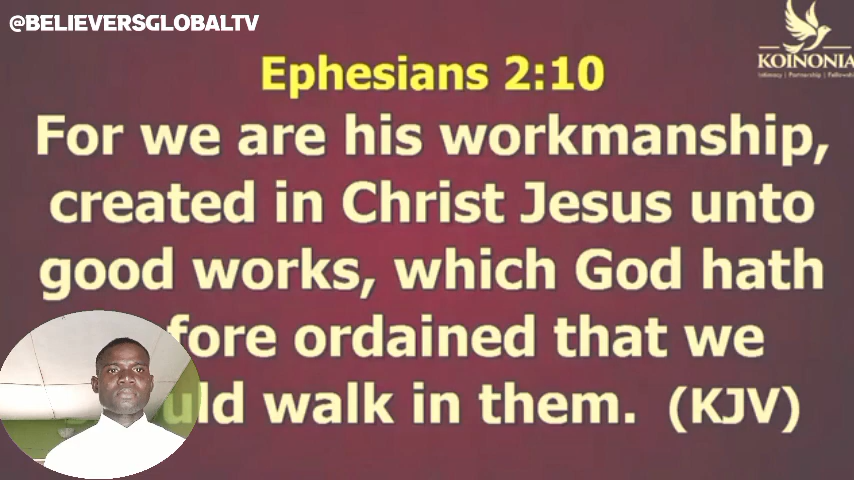 @BELIEVERSGLOBALTV
KOINONIA
Ephesians 2:10
For we are his workmanship,
created in Christ Jesus unto
good works, which God hath
fore ordained that we
uld walk in them. (KJV)